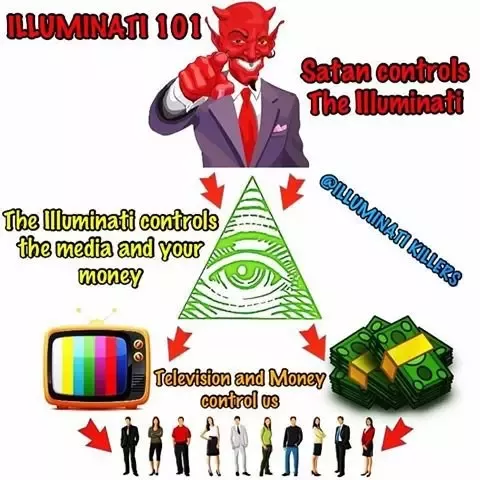 ILLUMINATI 101
Satan controls
The Illuminati
@ILLUMINATI KILLERS
The Illuminati controls
the media and your
money
Television and Money
control us